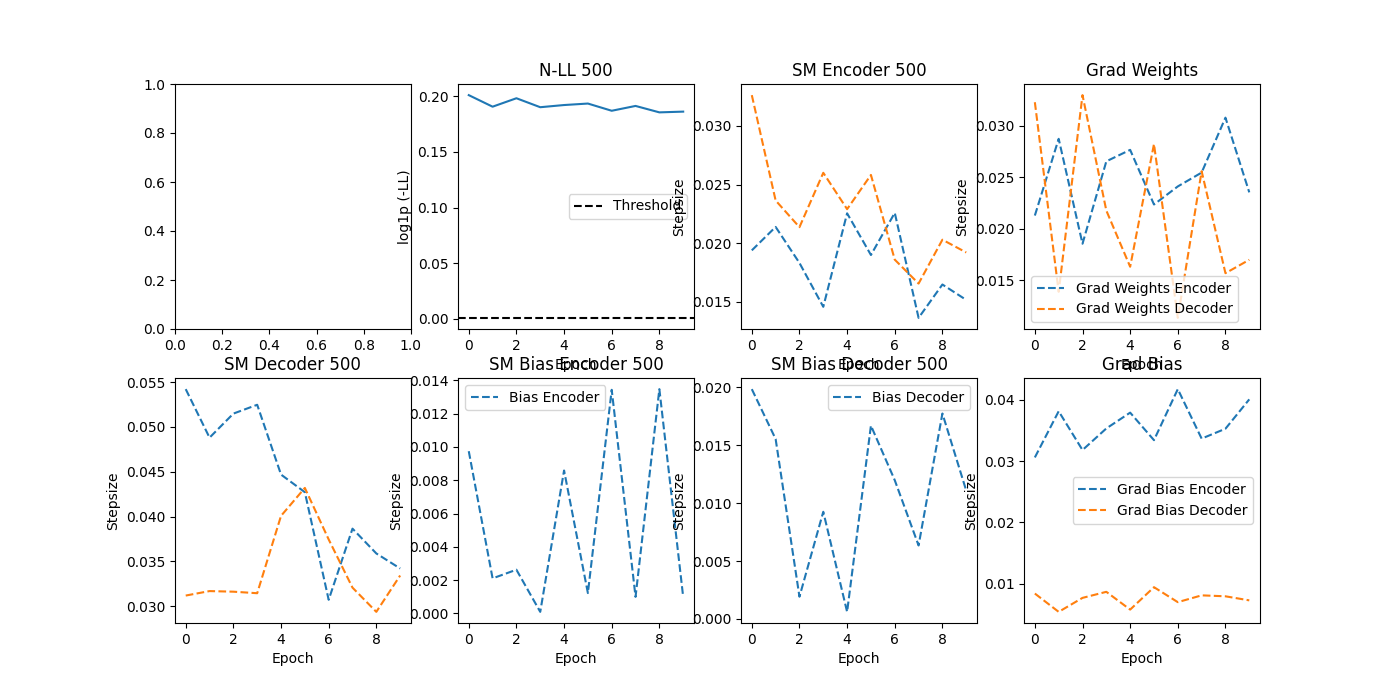 N-LL 500
SM Encoder 500
Grad Weights
1.0
0.8
0.6
0.4
0.2
0.0
0.0 0.2 0.4 0.6 0.8 1.0
log1p (-LL)
0.20
0.15
0.10
0.05
0.00
Threshold
0 2 4 6 8
Epoch
Stepsize
0.030
0.025
0.020
0.015
0 2 4 6 8
Epoch
Stepsize
0.030
0.025
0.020
0.015
Grad Weights Encoder
Grad Weights Decoder
0 2 4 6 8
Epoch
SM Decoder 500
SM Bias Encoder 500
SM Bias Decoder 500
Grad Bias
Stepsize
0.055
0.050
0.045
0.040
0.035
0.030
0 2 4 6 8
Epoch
Stepsize
0.014
0.012
0.010
0.008
0.006
0.004
0.002
0.000
Bias Encoder
0 2 4 6 8
Epoch
Stepsize
0.020
0.015
0.010
0.005
0.000
Bias Decoder
0 2 4 6 8
Epoch
Stepsize
0.04
0.03
0.02
0.01
Grad Bias Encoder
Grad Bias Decoder
0 2 4 6 8
Epoch